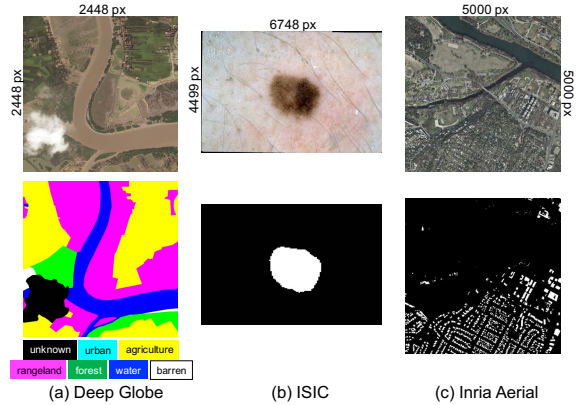 2448 px
6748 px
5000 px
2448 px
4499 px
5000 px
unknown urban agriculture
rangeland forest water barren
(a) Deep Globe
(b) ISIC
(c) Inria Aerial